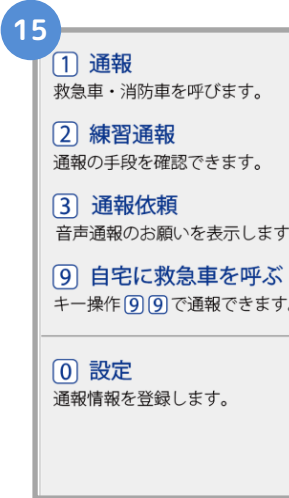 15
1 通報
救急車・消防車を呼びます。
2 練習通報
通報の手段を確認できます。
3 通報依頼
音声通報のお願いを表示します
9 自宅に救急車を呼ぶ
キー操作99で通報できます。
0 設定
通報情報を登録します。